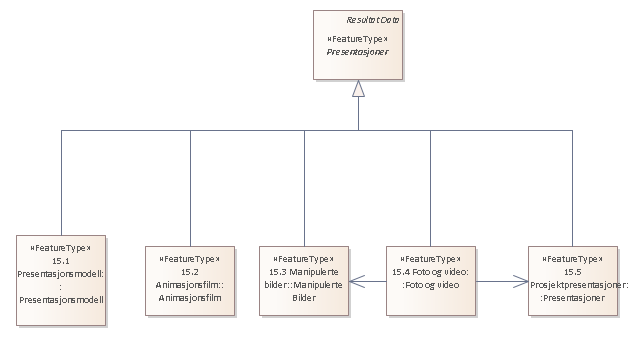 ResultatData
«FeatureType»
Presentasjoner
«FeatureType»
15.1
Presentasjonsmodell:
:
Presentasjonsmodell
«FeatureType»
15.2
Animasjonsfilm::
Animasjonsfilm
«FeatureType»
15.3 Manipulerte
bilder::Manipulerte
Bilder
«FeatureType»
15.4 Foto og video:
:Foto og video
«FeatureType»
15.5
Prosjektpresentasjoner:
:Presentasjoner